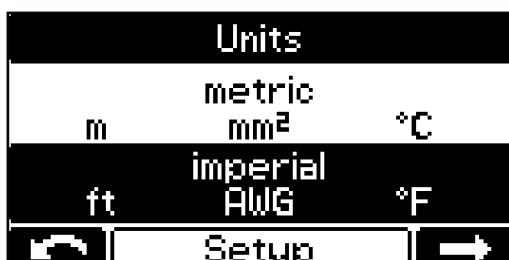 Units
metric
m mm² °C
imperial
ft AWG °F
Setup